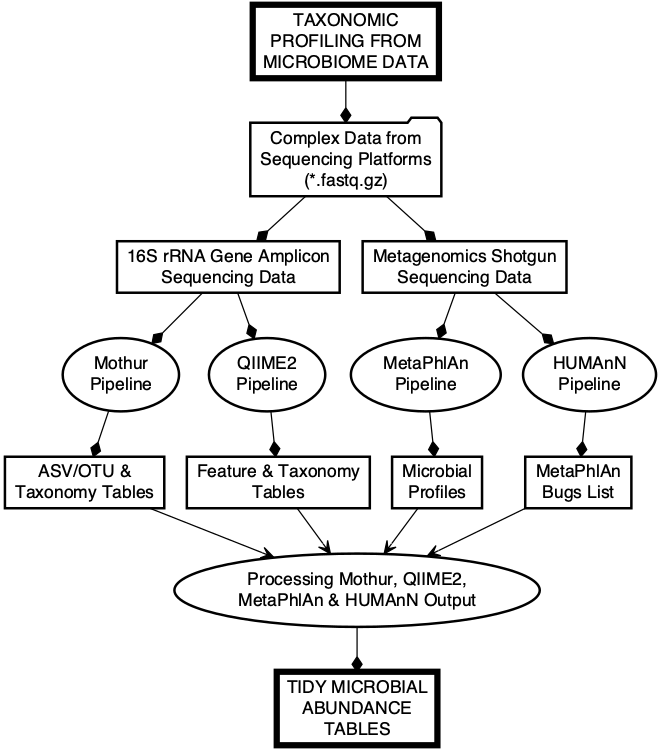 TAXONOMIC
PROFILING FROM
MICROBIOME DATA
Complex Data from
Sequencing Platforms
(*.fastq.gz)
16S rRNA Gene Amplicon
Sequencing Data
Metagenomics Shotgun
Sequencing Data
Mothur
Pipeline
QIIME2
Pipeline
MetaPhlAn
Pipeline
HUMAnN
Pipeline
ASV/OTU &
Taxonomy Tables
Feature & Taxonomy
Tables
Microbial
Profiles
MetaPhlAn
Bugs List
Processing Mothur, QIIME2,
MetaPhlAn & HUMAnN Output
TIDY MICROBIAL
ABUNDANCE
TABLES